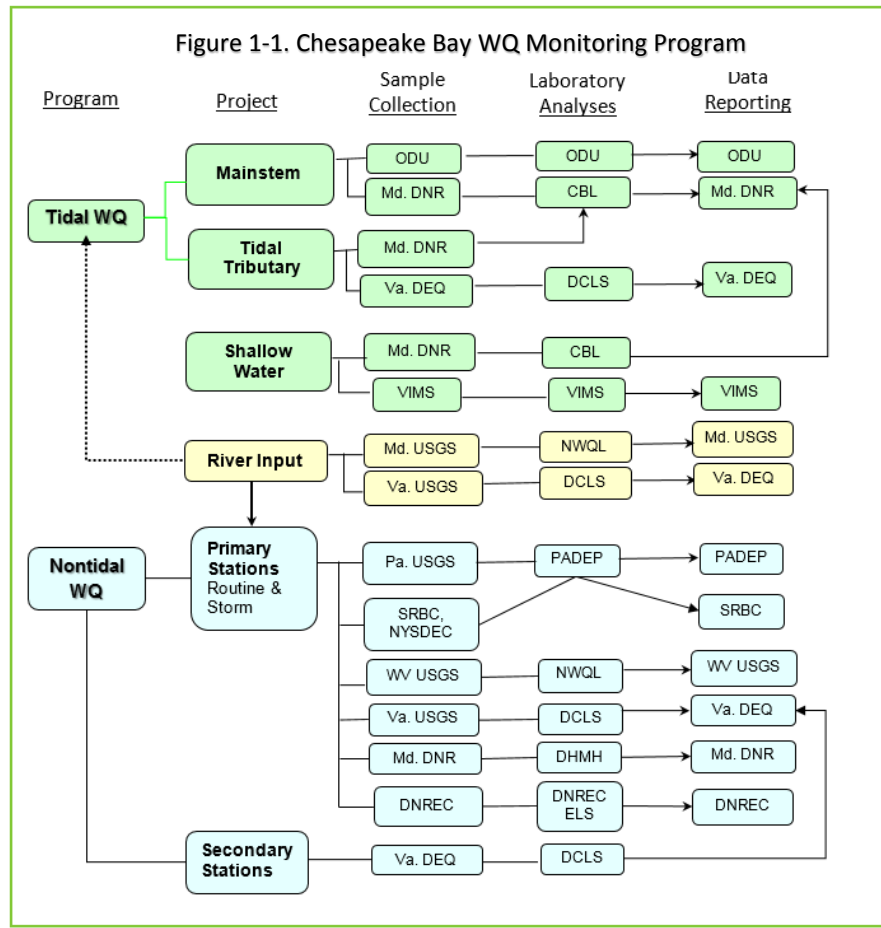 Figure 1-1. Chesapeake Bay WQ Monitoring Program
Program
Project
Sample
Collection
Laboratory
Analyses
Data
Reporting
Mainstem
ODU
ODU
ODU
Md. DNR
CBL
Md. DNR
Tidal WQ
Tidal
Tributary
Md. DNR
Va. DEQ
DCLS
Va. DEQ
Shallow
Water
Md. DNR
CBL
VIMS
VIMS
VIMS
River Input
Md. USGS
NWQL
Md. USGS
Va. USGS
DCLS
Va. DEQ
Nontidal
WQ
Primary
Stations
Routine &
Storm
Pa. USGS
PADEP
PADEP
SRBC,
NYSDEC
SRBC
WV USGS
NWQL
WV USGS
Va. USGS
DCLS
Va. DEQ
Md. DNR
DHMH
Md. DNR
DNREC
DNREC
ELS
DNREC
Secondary
Stations
Va. DEQ
DCLS